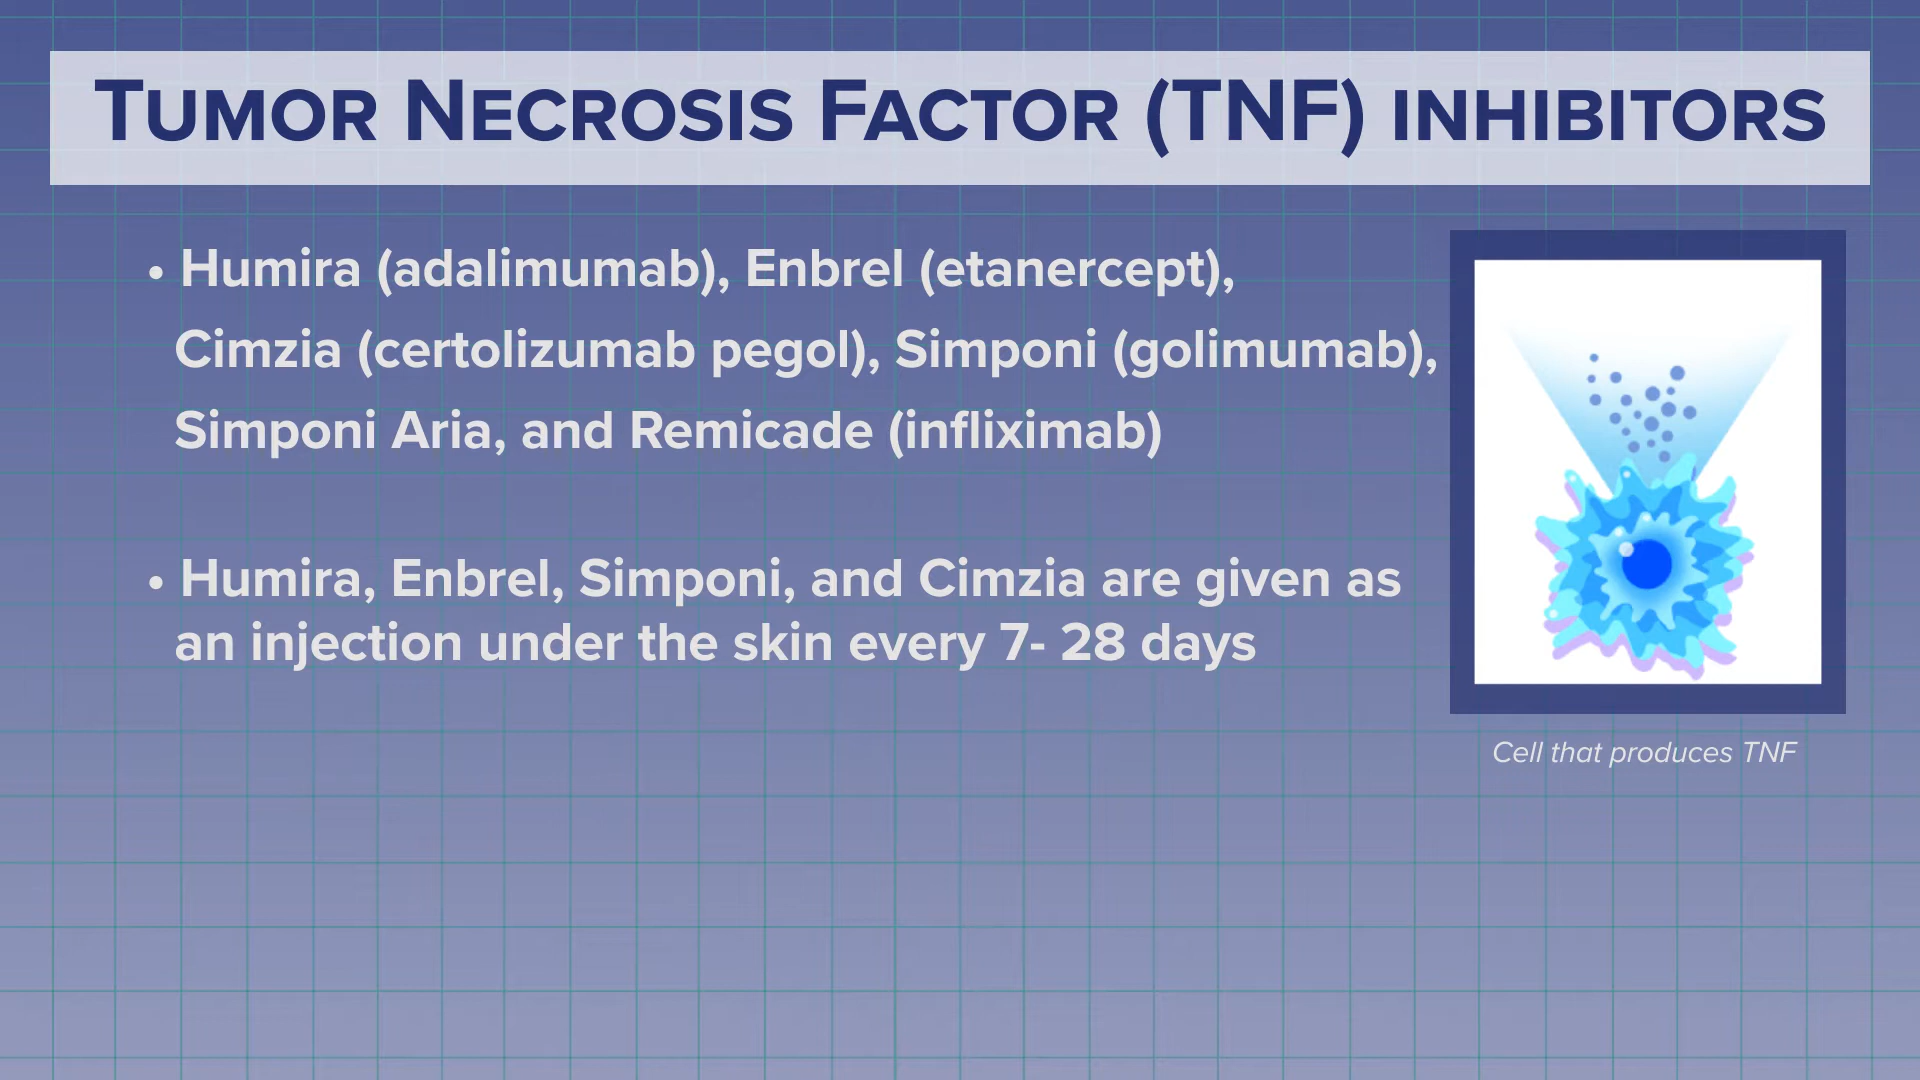 Tumor Necrosis Factor (TNF) inhibitors
• Humira (adalimumab), Enbrel (etanercept),
Cimzia (certolizumab pegol), Simponi (golimumab),
Simponi Aria, and Remicade (infliximab)
• Humira, Enbrel, Simponi, and Cimzia are given as
an injection under the skin every 7- 28 days
Cell that produces TNF